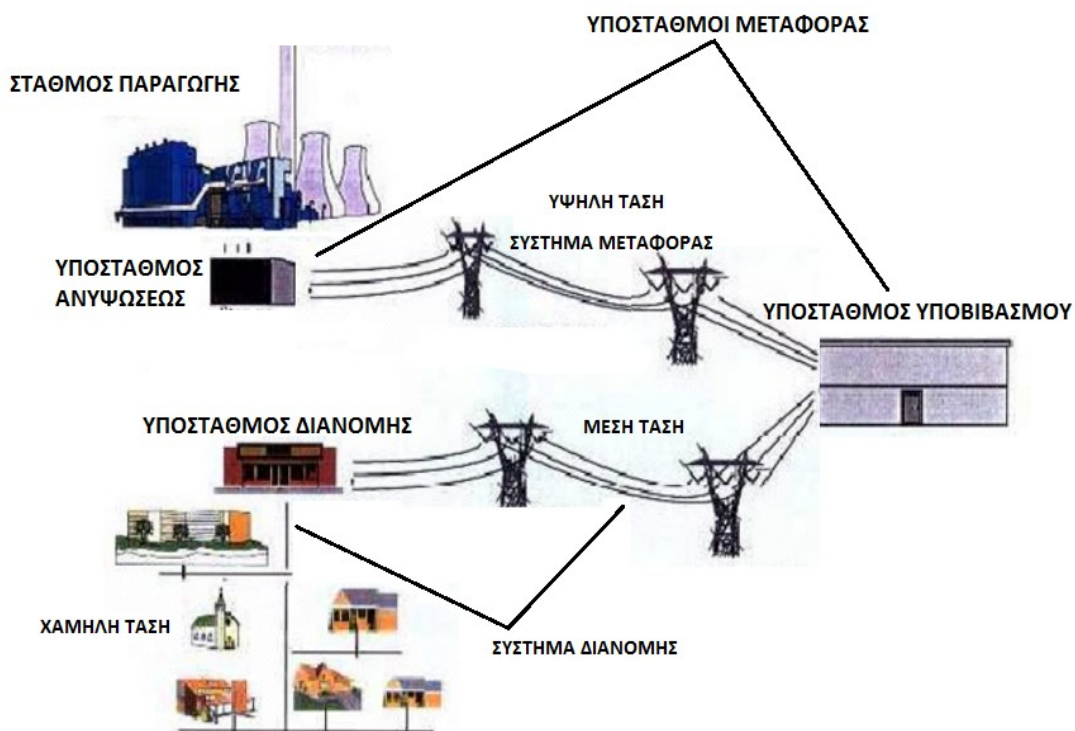 ΥΠΟΣΤΑΘΜΟΙ ΜΕΤΑΦΟΡΑΣ
ΣΤΑΘΜΟΣ ΠΑΡΑΓΩΓΗΣ
ΥΨΗΛΗ ΤΑΣΗ
ΣΥΣΤΗΜΑ ΜΕΤΑΦΟΡΑΣ
ΥΠΟΣΤΑΘΜΟΣ
ΑΝΥΨΩΣΕΩΣ
ΥΠΟΣΤΑΘΜΟΣ ΥΠΟΒΙΒΑΣΜΟΥ
ΥΠΟΣΤΑΘΜΟΣ ΔΙΑΝΟΜΗΣ
ΜΕΣΗ ΤΑΣΗ
ΧΑΜΗΛΗ ΤΑΣΗ
ΣΥΣΤΗΜΑ ΔΙΑΝΟΜΗΣ